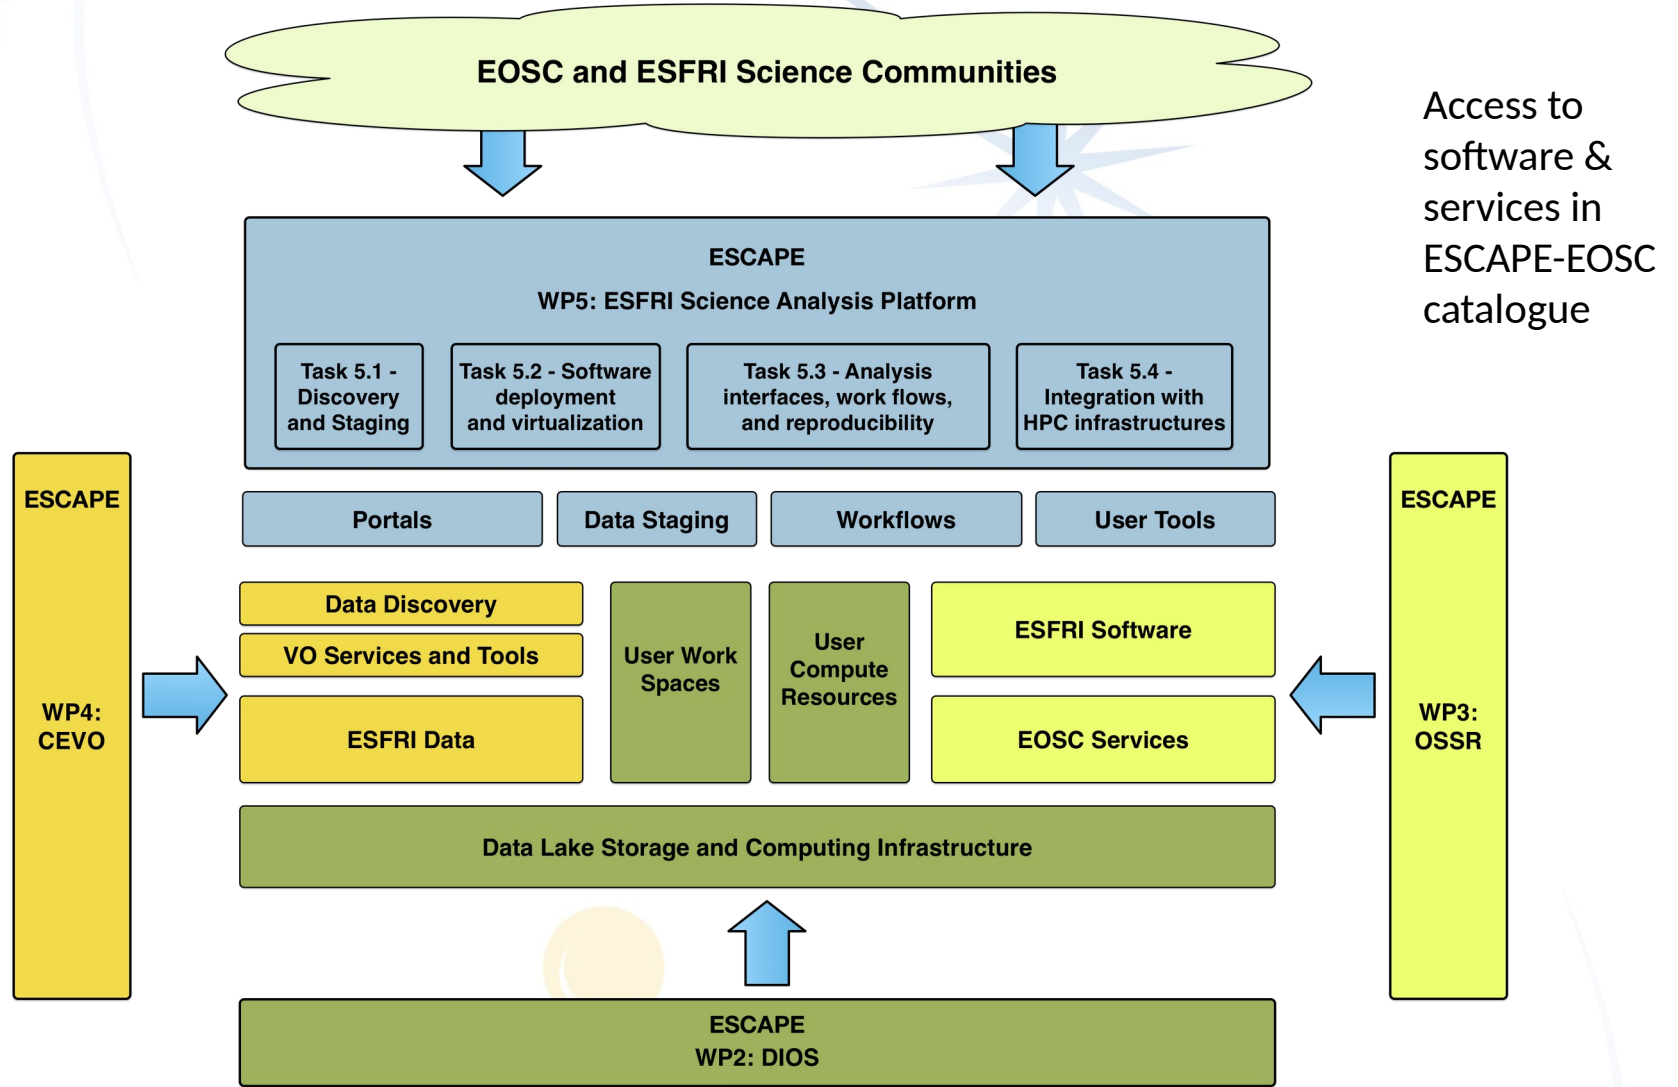 EOSC and ESFRI Science Communities
Access to
software &
services in
ESCAPE-EOSC
catalogue
ESCAPE
WP5: ESFRI Science Analysis Platform
Task 5.1 -
Discovery
and Staging
Task 5.2 - Software
deployment
and virtualization
Task 5.3 - Analysis
interfaces, work flows,
and reproducibility
Task 5.4 -
Integration with
HPC infrastructures
ESCAPE
WP4:
CEVO
Portals
Data Staging
Workflows
User Tools
Data Discovery
VO Services and Tools
ESFRI Data
User Work
Spaces
User
Compute
Resources
ESFRI Software
EOSC Services
ESCAPE
WP3:
OSSR
Data Lake Storage and Computing Infrastructure
ESCAPE
WP2: DIOS